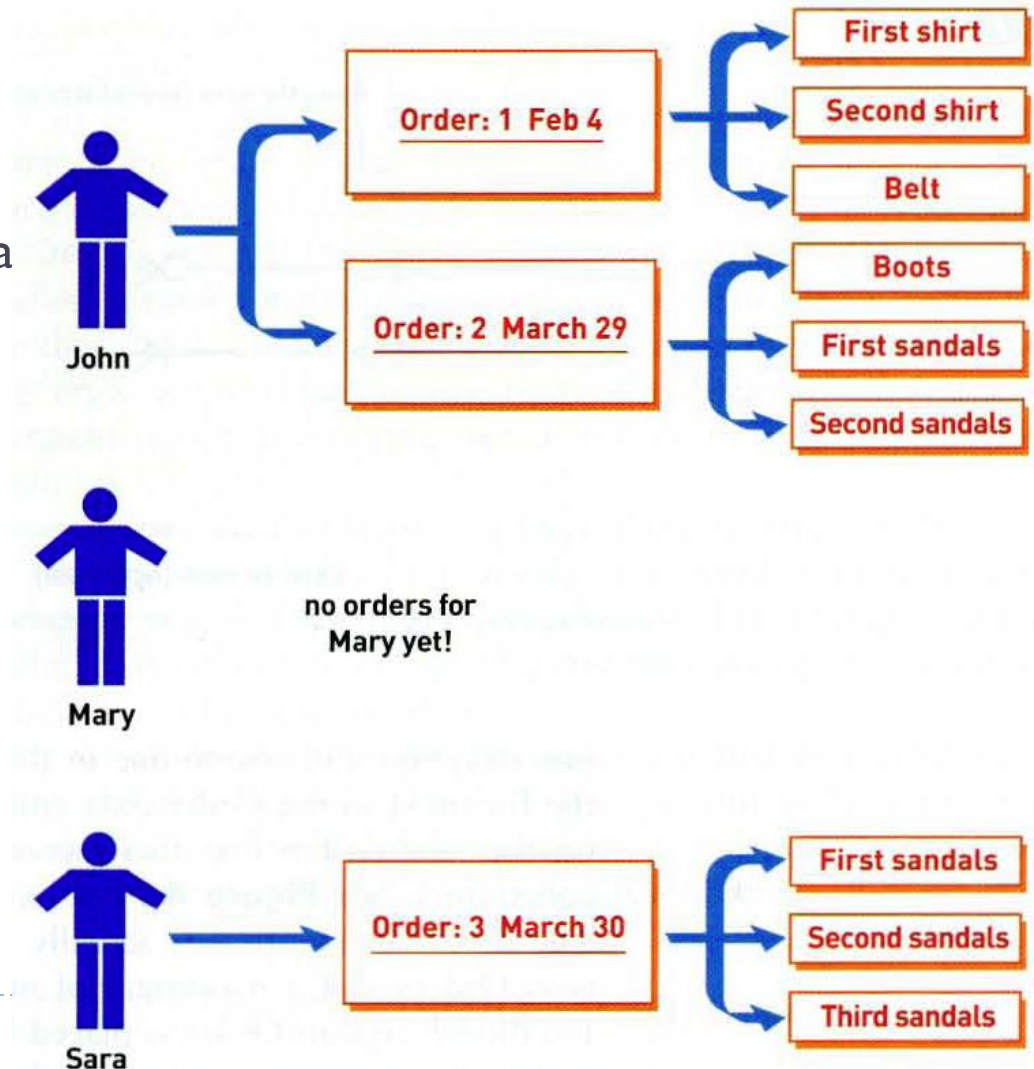 First shirt
Order: 1 Feb 4
Second shirt
Belt
a
John
Boots
Order: 2 March 29
First sandals
Second sandals
no orders for
Mary yet!
Mary
First sandals
Order: 3 March 30
Second sandals
Third sandals
Sara